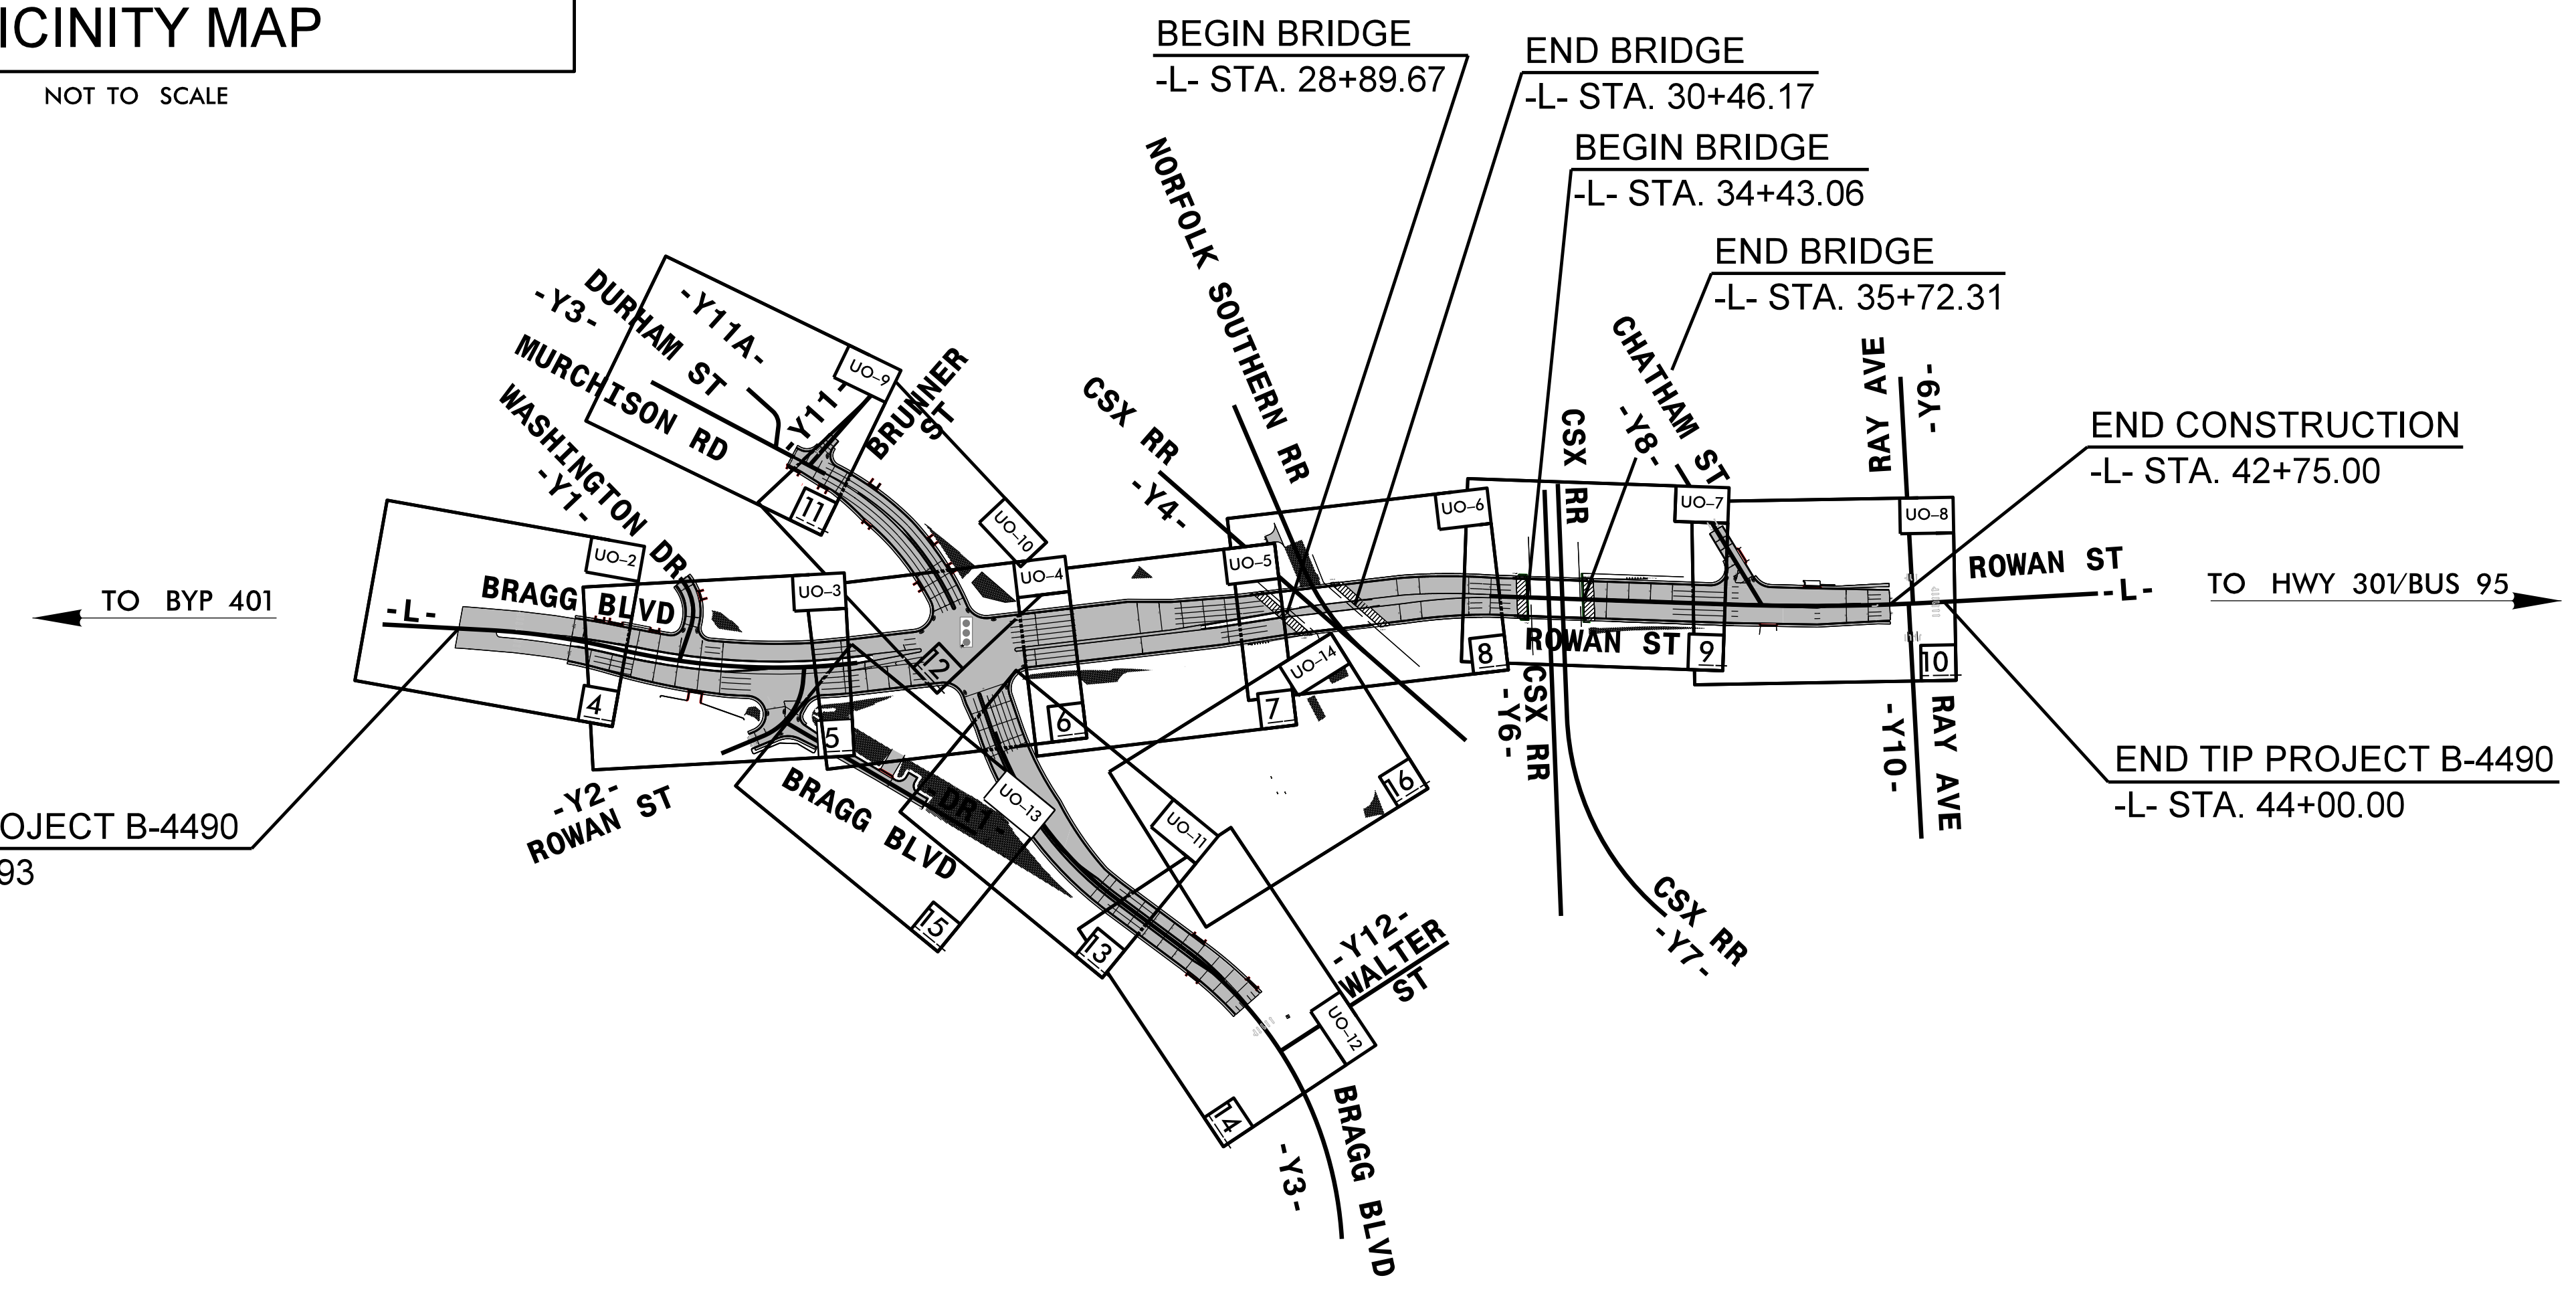 ICINITY MAP
NOT TO SCALE
BEGIN BRIDGE
-L- STA. 28+89.67
END BRIDGE
-L- STA. 30+46.17
BEGIN BRIDGE
-L- STA. 34+43.06
END BRIDGE
-L- STA. 35+72.31
NORFOLK SOUTHERN RR
CSX RR
-Y4-
CHATHAM ST
-Y8-
CSX RR
RAY AVE
-Y9-
END CONSTRUCTION
-L- STA. 42+75.00
DURHAM ST
-Y3-
-Y11A-
MURCHISON RD
-Y11-
BRUNNER
ST
WASHINGTON DR
-Y1-
UO-9
11
UO-10
UO-2
UO-3
UO-4
UO-5
UO-6
UO-7
UO-8
ROWAN ST
-L-
TO HWY 301/BUS 95
TO BYP 401
-L-
BRAGG BLVD
4
5
12
6
7
UO-14
8
ROWAN ST
9
10
-Y6-
CSX RR
-Y10-
RAY AVE
END TIP PROJECT B-4490
-L- STA. 44+00.00
OJECT B-4490
93
-Y2-
ROWAN ST
BRAGG BLVD
-DR1-
UO-13
UO-11
16
15
13
-Y12-
WALTER
ST
UO-12
CSX RR
-Y7-
14
-Y3-
BRAGG BLVD